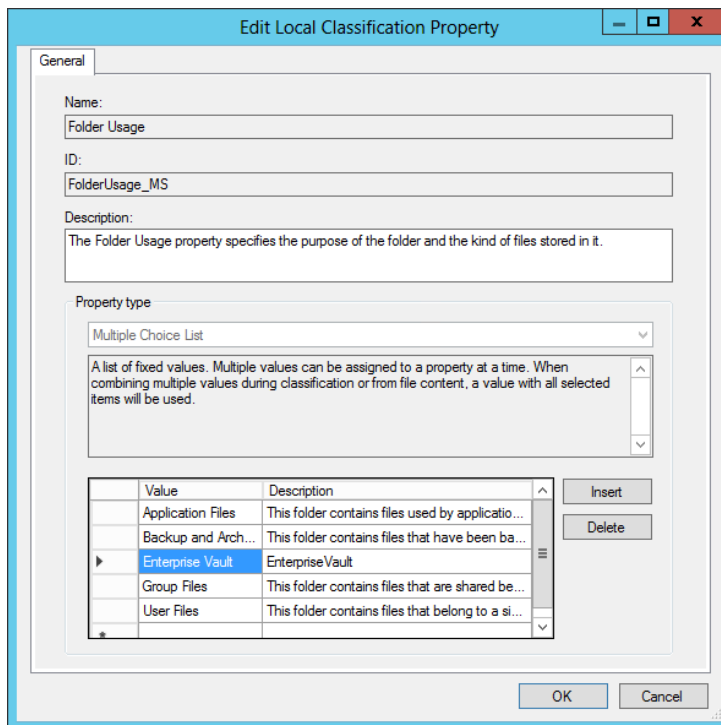 Edit Local Classification Property
General
Name:
Folder Usage
ID:
FolderUsage_MS
Description:
The Folder Usage property specifies the purpose of the folder and the kind of files stored in it.
Property type
Multiple Choice List
A list of fixed values. Multiple values can be assigned to a property at a time. When
combining multiple values during classification or from file content, a value with all selected
items will be used.
Value Description
Application Files This folder contains files used by applicatio...
Backup and Arch... This folder contains files that have been ba...
Enterprise Vault EnterpriseVault
Group Files This folder contains files that are shared be...
User Files This folder contains files that belong to a si...
Insert
Delete
OK Cancel